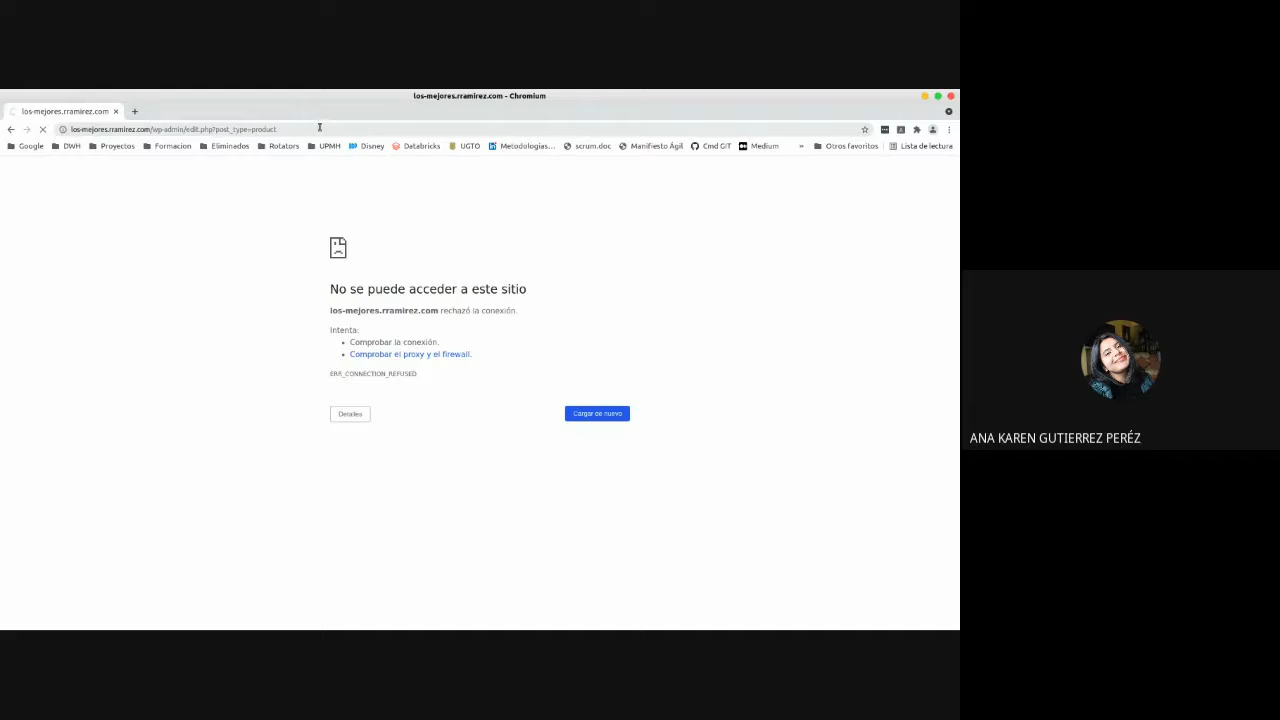 los-mejores.rramirez.com - Chromium
los-mejores.rramirez.com
los-mejores.rramirez.com/wp-admin/edit.php?post_type=product
Google DWH Proyectos Formacion Eliminados Rotators UPMH Disney Databricks UGTO Metodologías... scrum.doc Manifiesto Ágil Cmd GIT Medium » Otros favoritos Lista de lectura
No se puede acceder a este sitio
los-mejores.rramirez.com rechazó la conexión.
Intenta:
• Comprobar la conexión.
• Comprobar el proxy y el firewall.
ERR_CONNECTION_REFUSED
Detalles Cargar de nuevo
ANA KAREN GUTIERREZ PERÉZ